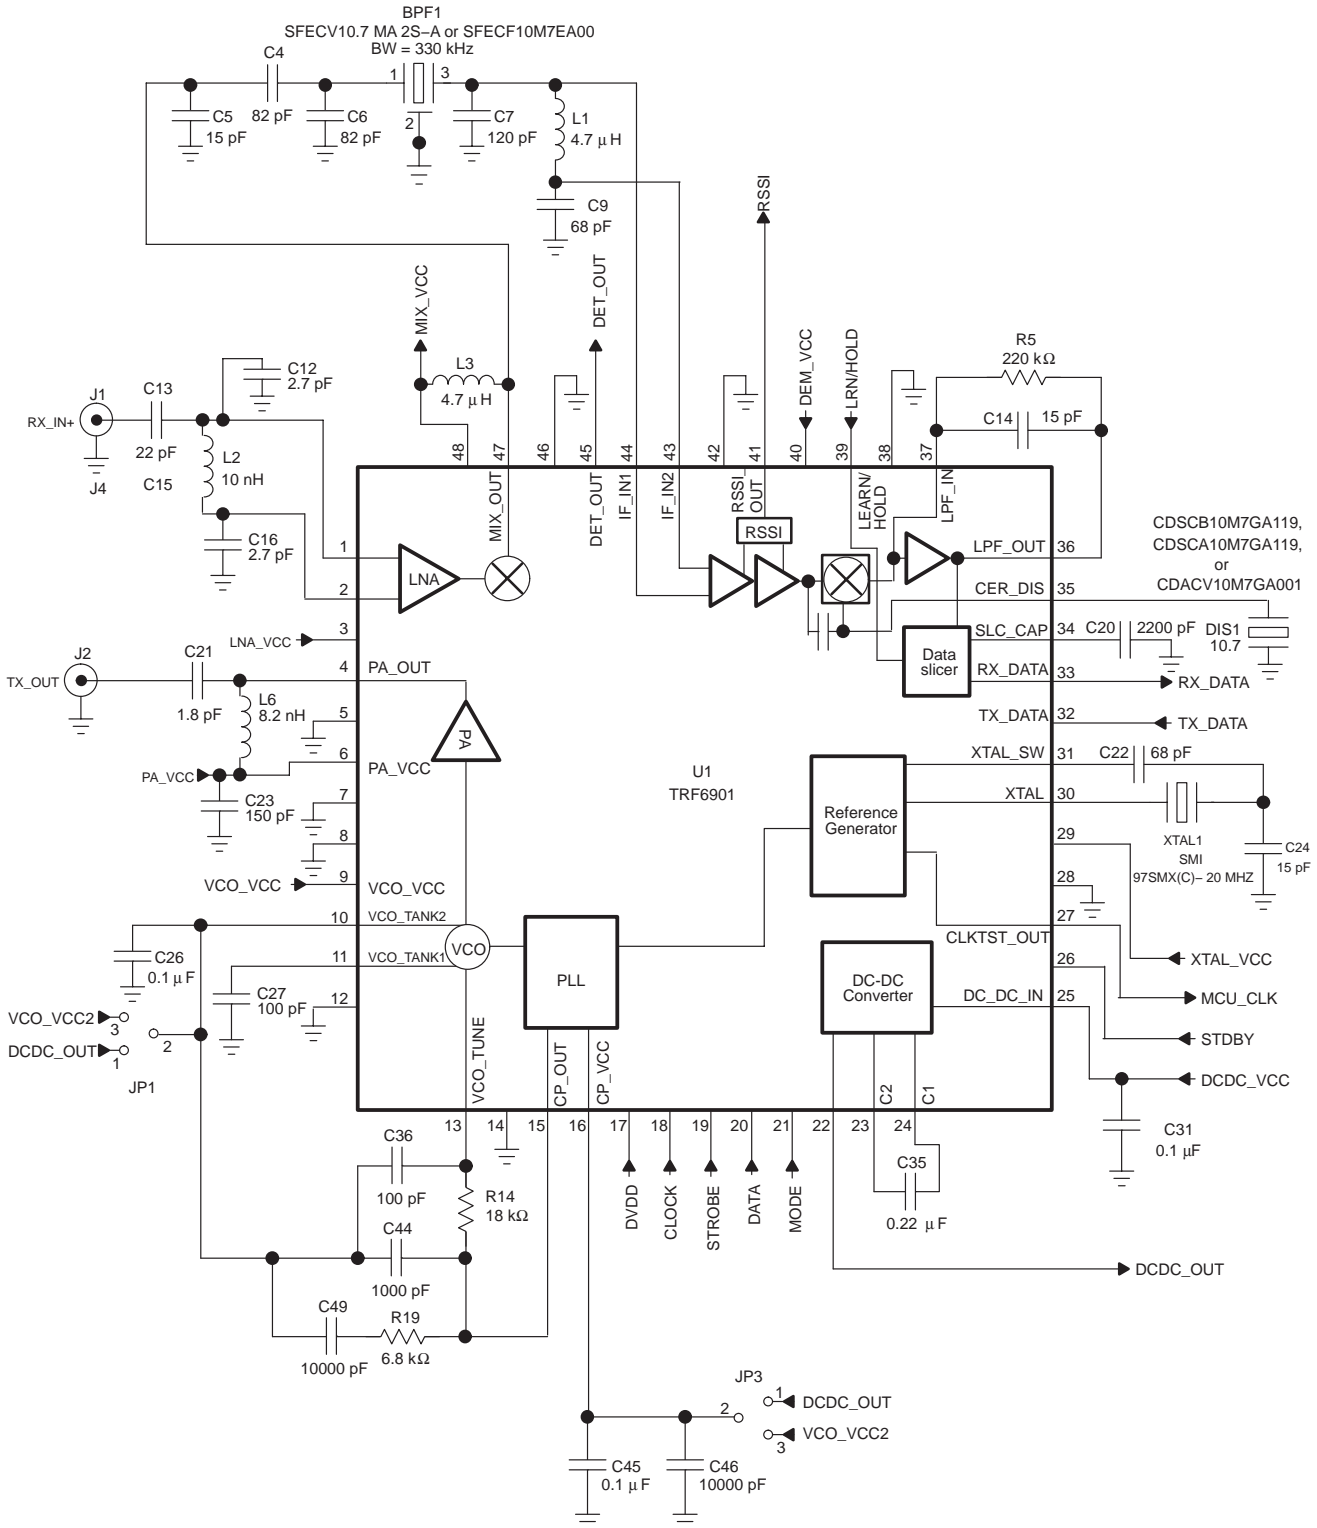 BPF1
SFECV10.7 MA 2S–A or SFECF10M7EA00
BW = 330 kHz
C4
82 pF
1
3
2
C5
15 pF
C6
82 pF
C7
120 pF
L1
4.7 µ H
C9
68 pF
RSSI
MIX_VCC
DET_OUT
DEM_VCC
LRN/HOLD
L3
4.7 µ H
R5
220 kΩ
C14
15 pF
J1
RX_IN+
J4
C13
22 pF
C15
C12
2.7 pF
L2
10 nH
C16
2.7 pF
48
47
46
45
44
43
42
41
40
39
38
37
MIX_OUT
DET_OUT
IF_IN1
IF_IN2
RSSI_
OUT
LEARN/
HOLD
LPF_IN
RSSI
LNA
1
2
LPF_OUT
36
CER_DIS
35
CDSCB10M7GA119,
CDSCA10M7GA119,
or
CDACV10M7GA001
LNA_VCC
3
SLC_CAP
34
C20
2200 pF
DIS1
10.7
Data
slicer
J2
TX_OUT
C21
1.8 pF
4
PA_OUT
RX_DATA
33
RX_DATA
L6
8.2 nH
5
PA
TX_DATA
32
TX_DATA
PA_VCC
6
PA_VCC
XTAL_SW
31
C22
68 pF
U1
TRF6901
Reference
Generator
C23
150 pF
7
XTAL
30
XTAL1
SMI
97SMX(C)– 20 MHZ
C24
15 pF
8
29
VCO_VCC
9
VCO_VCC
28
10
VCO_TANK2
27
CLKTST_OUT
VCO
PLL
C26
0.1 µ F
11
VCO_TANK1
26
XTAL_VCC
DC-DC
Converter
C27
100 pF
12
DC_DC_IN
25
MCU_CLK
VCO_VCC2
3
2
DCDC_OUT
1
JP1
STDBY
DCDC_VCC
VCO_TUNE
CP_OUT
CP_VCC
C2
C1
13
14
15
16
17
18
19
20
21
22
23
24
C31
0.1 µF
C36
100 pF
R14
18 kΩ
DVDD
CLOCK
STROBE
DATA
MODE
C35
0.22 µ F
C44
1000 pF
DCDC_OUT
C49
10000 pF
R19
6.8 kΩ
JP3
1
DCDC_OUT
2
3
VCO_VCC2
C45
0.1 µ F
C46
10000 pF